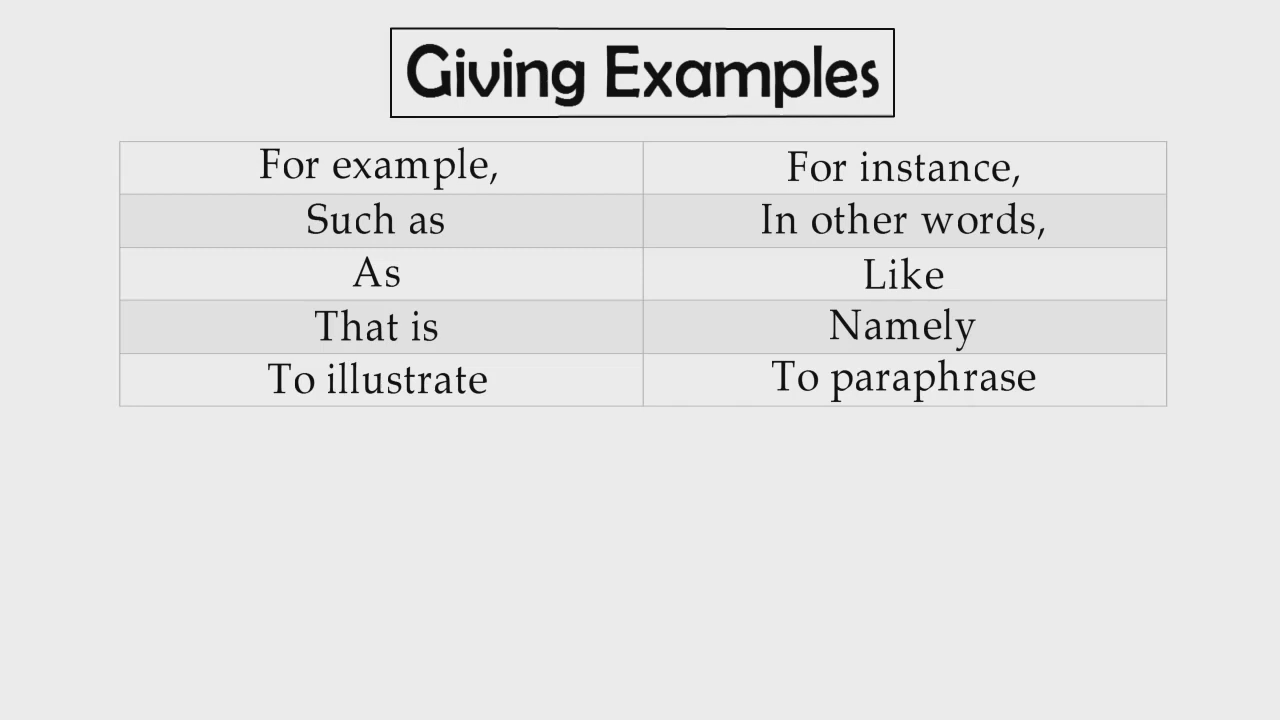 Giving Examples
For example,
For instance,
Such as
In other words,
As
Like
That is
Namely
To illustrate
To paraphrase